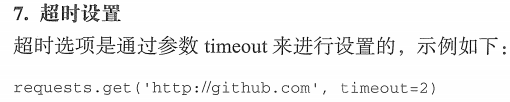 7. 超时设置
超时选项是通过参数 timeout 来进行设置的，示例如下：
requests.get('http://github.com', timeout=2)